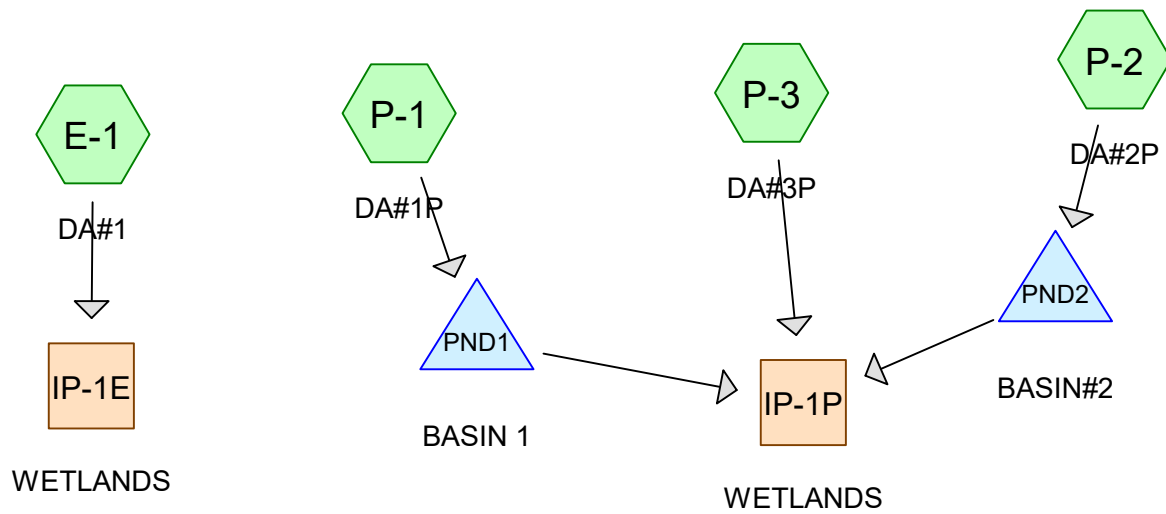 E-1
DA#1
IP-1E
WETLANDS
P-1
DA#1P
PND1
BASIN 1
P-3
DA#3P
IP-1P
WETLANDS
P-2
DA#2P
PND2
BASIN#2